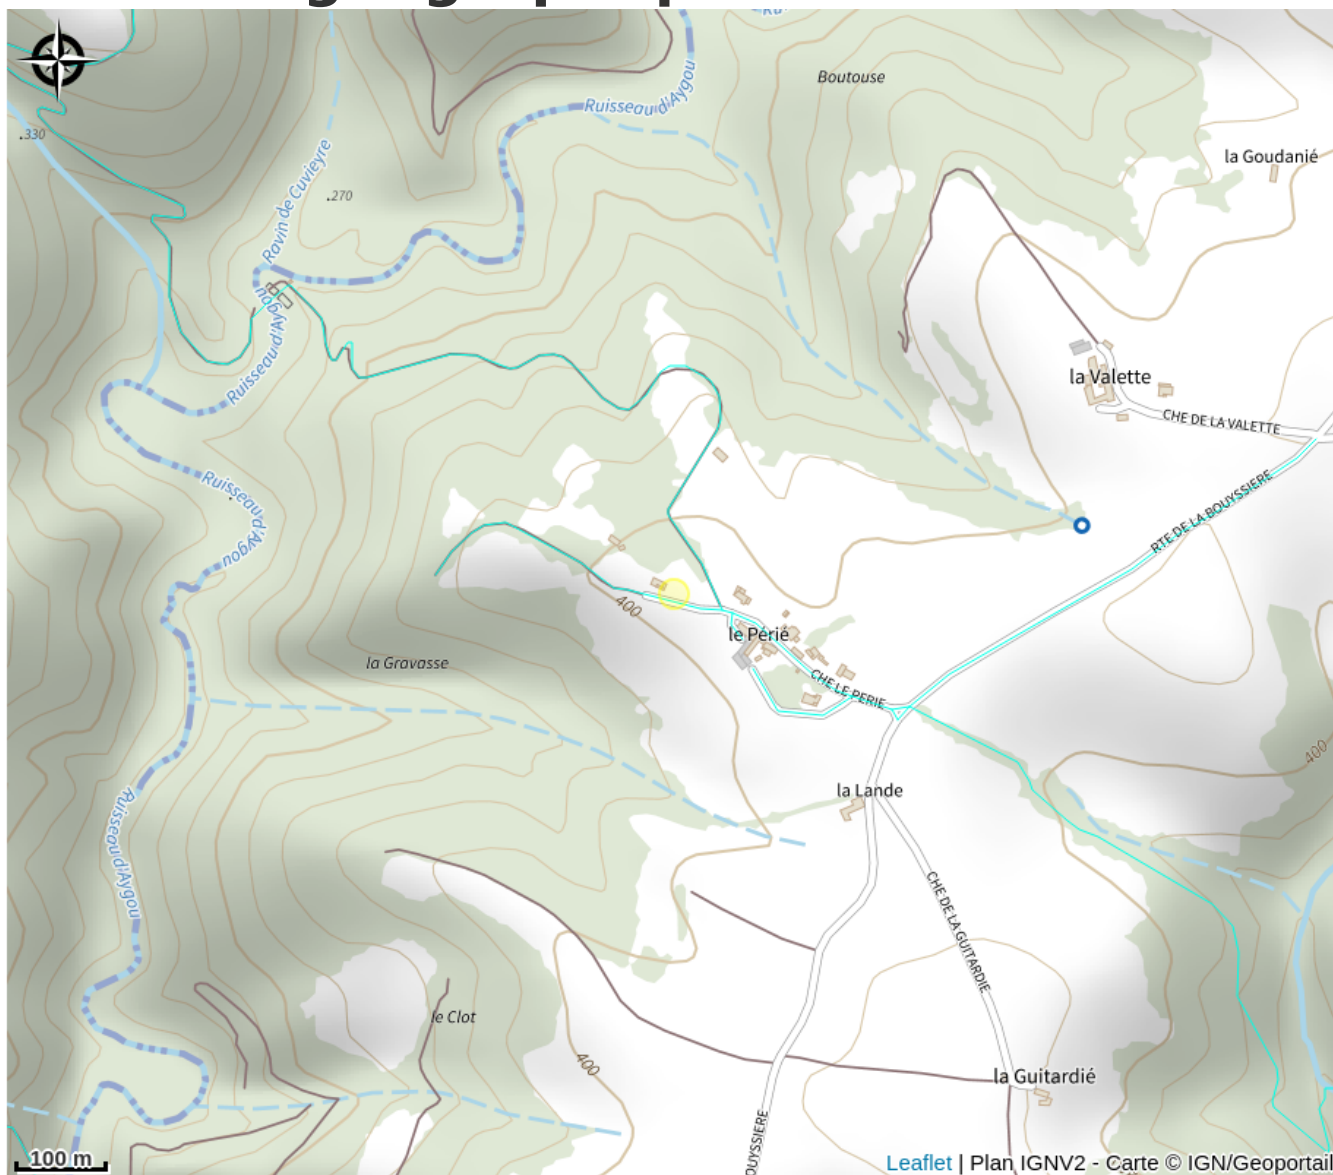 Boutouse
Ruisseau d'Aygou
.330
la Goudanié
Ravin de Cuvieyre
.270
Ruisseau d'Aygou
la Valette
CHE DE LA VALETTE
Ruisseau d'Aygou
RTE DE LA BOUYSSIERE
400
le Périé
la Gravasse
CHE LE PERIE
400
la Lande
Ruisseau d'Aygou
CHE DE LA GUITARDIE
le Clot
400
la Guitardié
OUYSSIERE
100 m
Leaflet | Plan IGNV2 - Carte © IGN/Geoportail